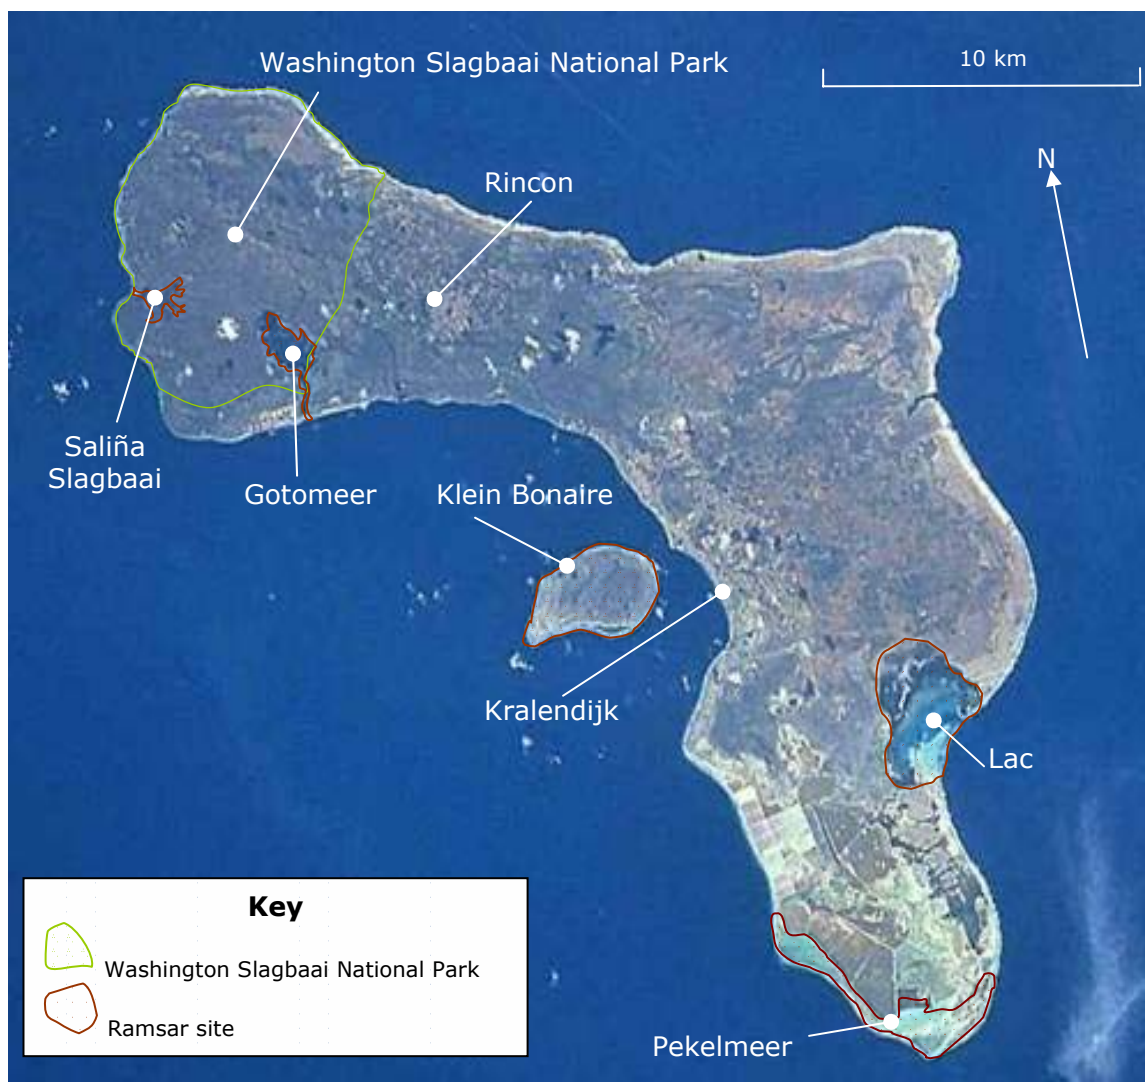 Washington Slagbaai National Park
10 km
N
Rincon
Saliña
Slagbaai
Gotomeer
Klein Bonaire
Kralendijk
Lac
Key
Washington Slagbaai National Park
Ramsar site
Pekelmeer